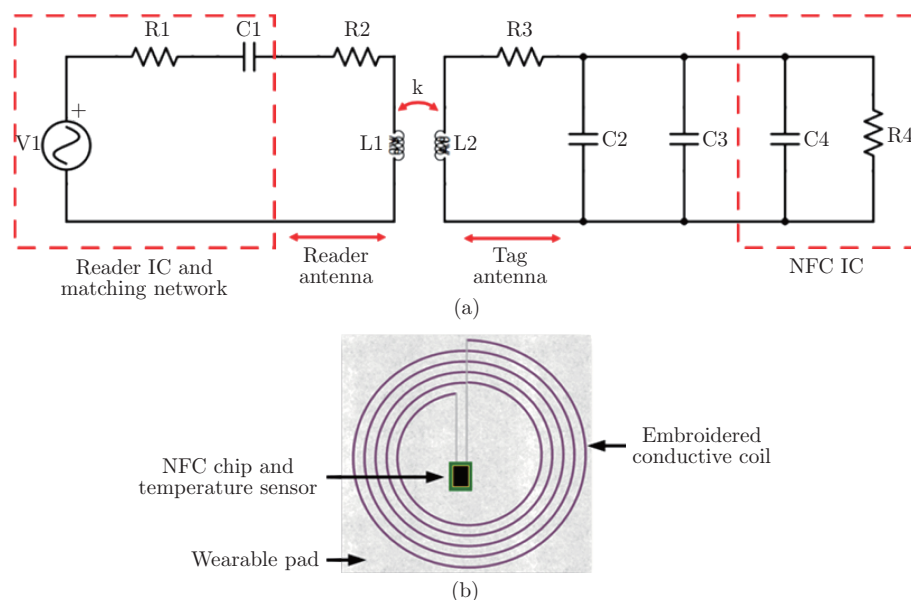 R1
C1
R2
R3
k
+
V1
L1
L2
C2
C3
C4
R4
Reader IC and
matching network
Reader
antenna
Tag
antenna
NFC IC
(a)
NFC chip and
temperature sensor
Embroidered
conductive coil
Wearable pad
(b)